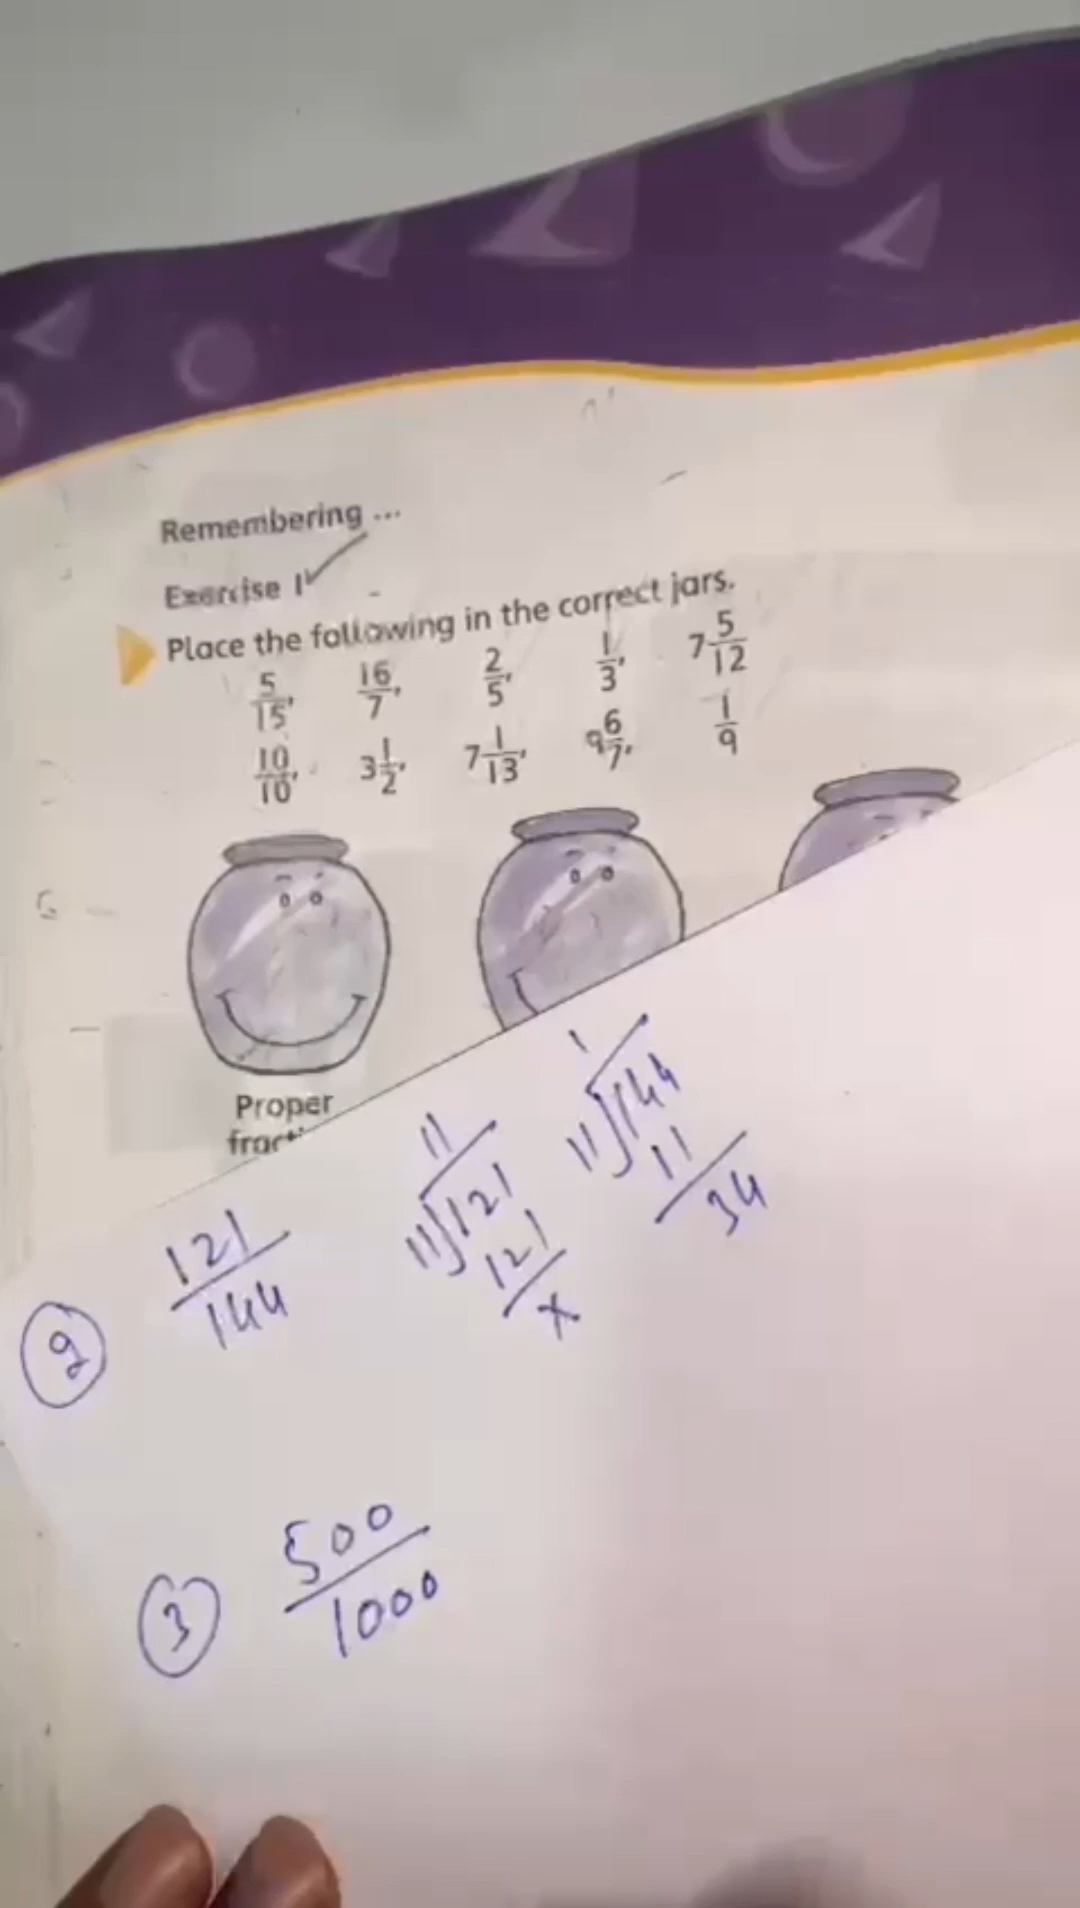 Remembering ...
Exercise 1
Place the following in the correct jars.
5/15, 16/7, 2/5, 1/3, 7 5/12
10/10, 3 1/2, 7 1/13, 9 6/7, 1/9
Proper
11 1
121/144 11)121 11)144
121 11
x 34
2
3 500/1000